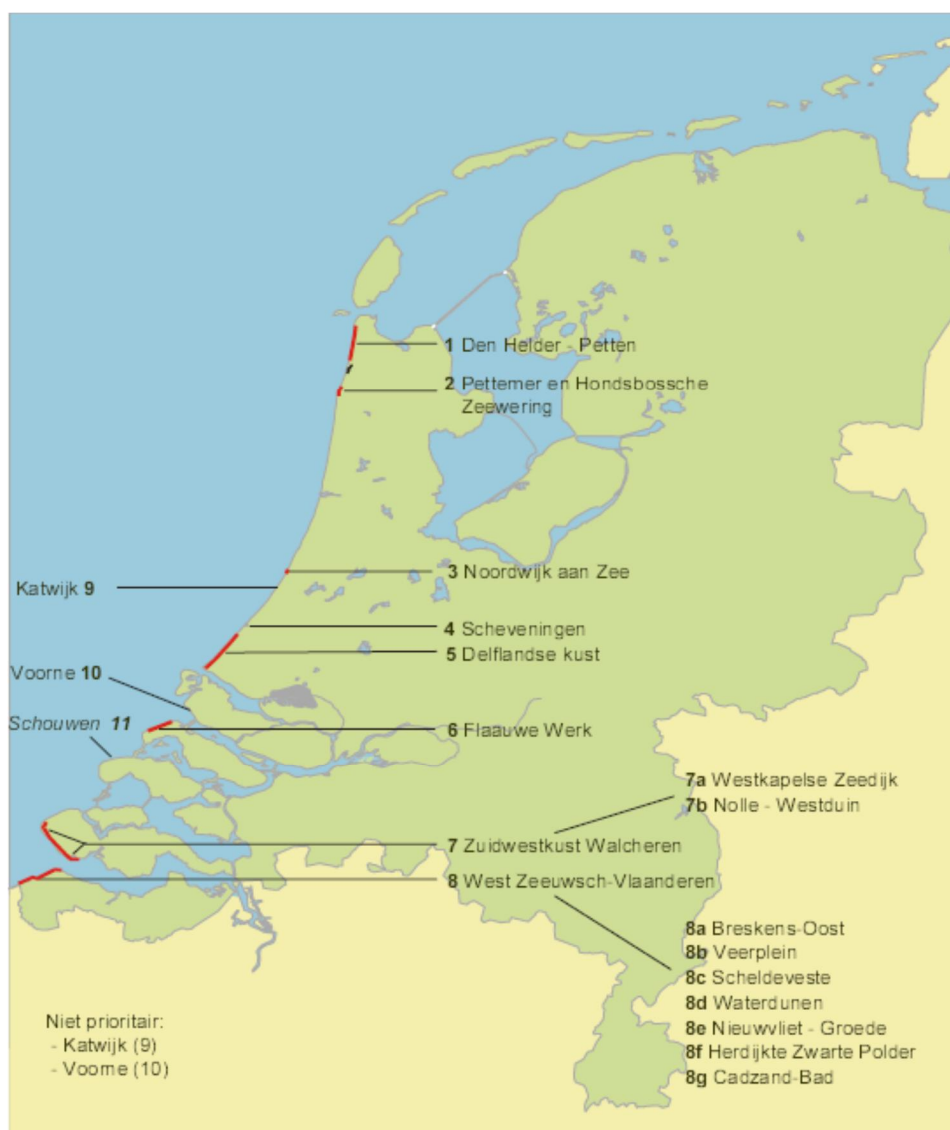 1 Den Helder - Petten
2 Pettemer en Hondsbossche
Zeewering
3 Noordwijk aan Zee
Katwijk 9
4 Scheveningen
5 Delflandse kust
Voorne 10
Schouwen 11
6 Flaauwe Werk
7a Westkapelse Zeedijk
7b Nolle - Westduin
7 Zuidwestkust Walcheren
8 West Zeeuwsch-Vlaanderen
8a Breskens-Oost
8b Veerplein
8c Scheldeveste
8d Waterdunen
8e Nieuwvliet - Groede
8f Herdijkte Zwarte Polder
8g Cadzand-Bad
Niet prioritair:
- Katwijk (9)
- Voorne (10)